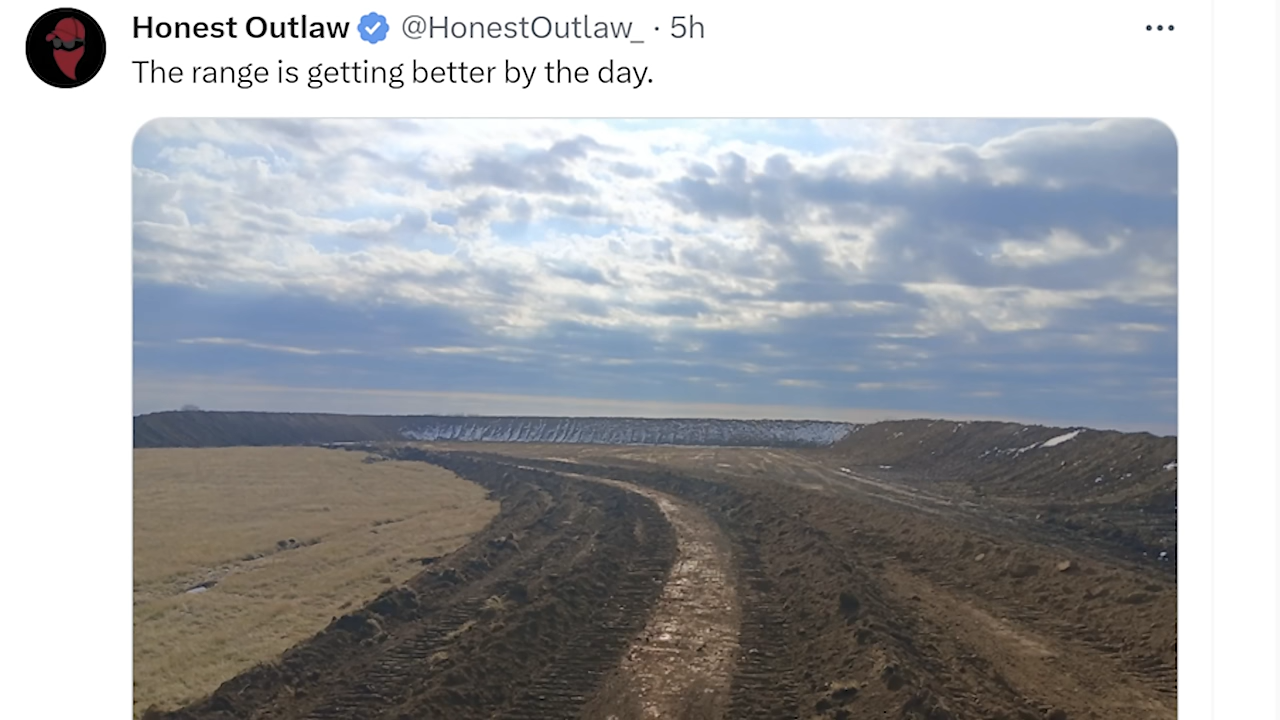 Honest Outlaw @HonestOutlaw_ · 5h
The range is getting better by the day.